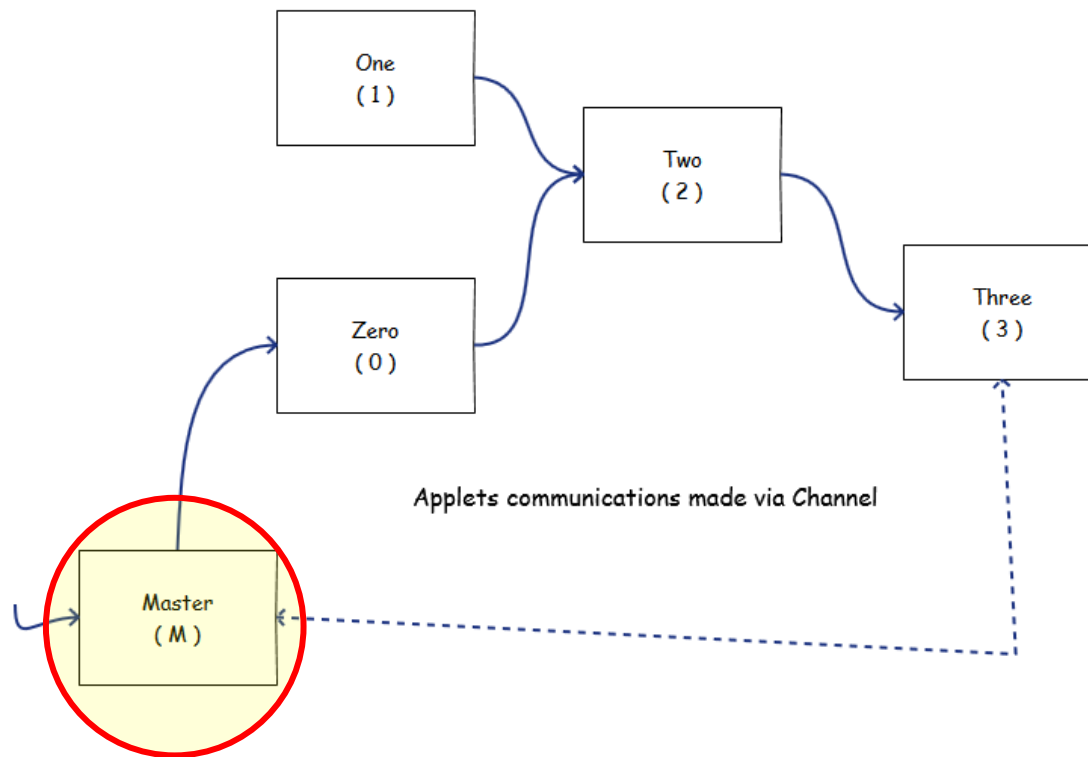 One
( 1 )
Two
( 2 )
Three
( 3 )
Zero
( 0 )
Applets communications made via Channel
Master
( M )